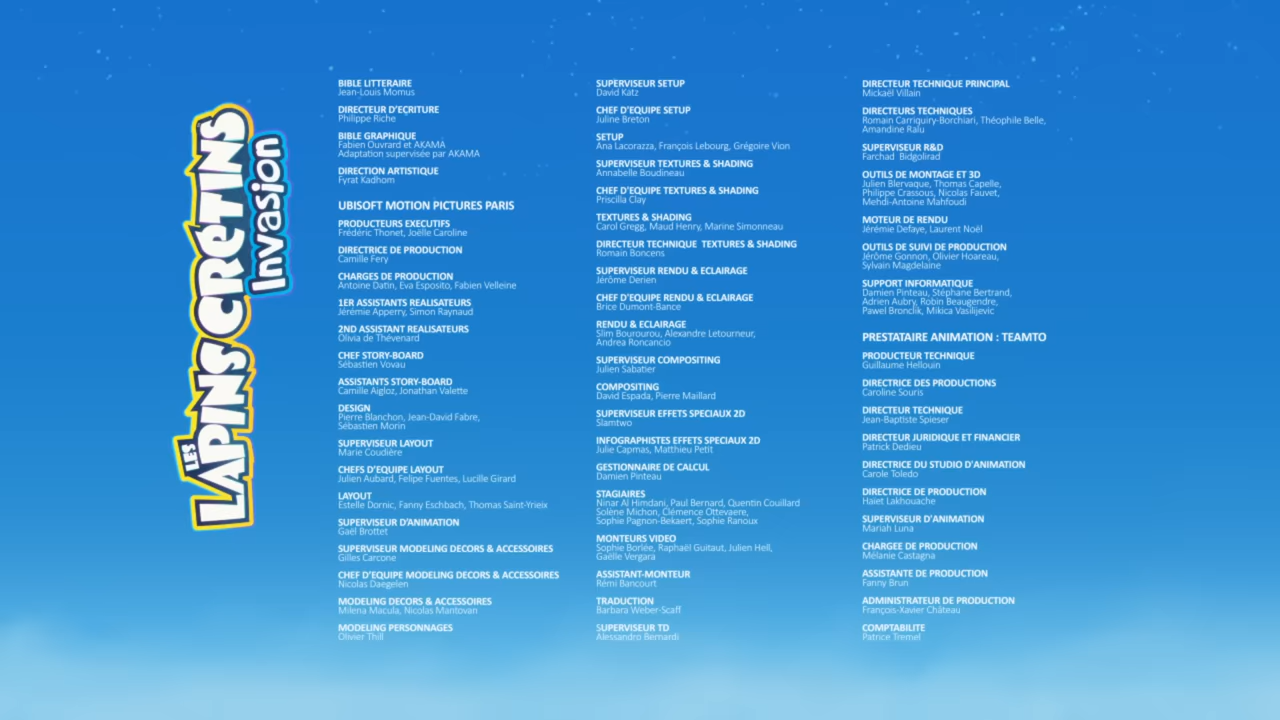 LES
LAPINS CRETINS
Invasion
BIBLE LITTERAIRE
Jean-Louis Momus
DIRECTEUR D'ECRITURE
Philippe Riche
BIBLE GRAPHIQUE
Fabien Ouvrard et AKAMA
Adaptation supervisée par AKAMA
DIRECTION ARTISTIQUE
Fyrat Kadhom
UBISOFT MOTION PICTURES PARIS
PRODUCTEURS EXECUTIFS
Frédéric Thonet, Joëlle Caroline
DIRECTRICE DE PRODUCTION
Camille Fery
CHARGES DE PRODUCTION
Antoine Datin, Eva Esposito, Fabien Velleine
1ER ASSISTANTS REALISATEURS
Jérémie Apperry, Simon Raynaud
2ND ASSISTANT REALISATEURS
Olivia de Thévenard
CHEF STORY-BOARD
Sébastien Vovau
ASSISTANTS STORY-BOARD
Camille Aigloz, Jonathan Valette
DESIGN
Pierre Blanchon, Jean-David Fabre,
Sébastien Morin
SUPERVISEUR LAYOUT
Marie Coudière
CHEFS D'EQUIPE LAYOUT
Julien Aubard, Felipe Fuentes, Lucille Girard
LAYOUT
Estelle Dornic, Fanny Eschbach, Thomas Saint-Yrieix
SUPERVISEUR D'ANIMATION
Gaël Brottet
SUPERVISEUR MODELING DECORS & ACCESSOIRES
Gilles Carcone
CHEF D'EQUIPE MODELING DECORS & ACCESSOIRES
Nicolas Daegelen
MODELING DECORS & ACCESSOIRES
Milena Macula, Nicolas Mantovan
MODELING PERSONNAGES
Olivier Thill
SUPERVISEUR SETUP
David Katz
CHEF D'EQUIPE SETUP
Juline Breton
SETUP
Ana Lacorazza, François Lebourg, Grégoire Vion
SUPERVISEUR TEXTURES & SHADING
Annabelle Boudineau
CHEF D'EQUIPE TEXTURES & SHADING
Priscilla Clay
TEXTURES & SHADING
Carol Gregg, Maud Henry, Marine Simonneau
DIRECTEUR TECHNIQUE TEXTURES & SHADING
Romain Boncens
SUPERVISEUR RENDU & ECLAIRAGE
Jérôme Derien
CHEF D'EQUIPE RENDU & ECLAIRAGE
Brice Dumont-Bance
RENDU & ECLAIRAGE
Slim Bourourou, Alexandre Letourneur,
Andrea Roncancio
SUPERVISEUR COMPOSITING
Julien Sabatier
COMPOSITING
David Espada, Pierre Maillard
SUPERVISEUR EFFETS SPECIAUX 2D
Slamtwo
INFOGRAPHISTES EFFETS SPECIAUX 2D
Julie Capmas, Matthieu Petit
GESTIONNAIRE DE CALCUL
Damien Pinteau
STAGIAIRES
Ninar Al Himdani, Paul Bernard, Quentin Couillard
Solène Michon, Clémence Ottevaere,
Sophie Pagnon-Bekaert, Sophie Ranoux
MONTEURS VIDEO
Sophie Borlée, Raphaël Guitaut, Julien Hell,
Gaëlle Vergara
ASSISTANT-MONTEUR
Rémi Bancourt
TRADUCTION
Barbara Weber-Scaff
SUPERVISEUR TD
Alessandro Bernardi
DIRECTEUR TECHNIQUE PRINCIPAL
Mickaël Villain
DIRECTEURS TECHNIQUES
Romain Carriquiry-Borchiari, Théophile Belle,
Amandine Ralu
SUPERVISEUR R&D
Farchad Bidgolirad
OUTILS DE MONTAGE ET 3D
Julien Blervaque, Thomas Capelle,
Philippe Crassous, Nicolas Fauvet,
Mehdi-Antoine Mahfoudi
MOTEUR DE RENDU
Jérémie Defaye, Laurent Noël
OUTILS DE SUIVI DE PRODUCTION
Jérôme Gonnon, Olivier Hoareau,
Sylvain Magdelaine
SUPPORT INFORMATIQUE
Damien Pinteau, Stéphane Bertrand,
Adrien Aubry, Robin Beaugendre,
Pawel Bronclik, Mikica Vasilijevic
PRESTATAIRE ANIMATION : TEAMTO
PRODUCTEUR TECHNIQUE
Guillaume Hellouin
DIRECTRICE DES PRODUCTIONS
Caroline Souris
DIRECTEUR TECHNIQUE
Jean-Baptiste Spieser
DIRECTEUR JURIDIQUE ET FINANCIER
Patrick Dedieu
DIRECTRICE DU STUDIO D'ANIMATION
Carole Toledo
DIRECTRICE DE PRODUCTION
Haiet Lakhouache
SUPERVISEUR D'ANIMATION
Mariah Luna
CHARGEE DE PRODUCTION
Mélanie Castagna
ASSISTANTE DE PRODUCTION
Fanny Brun
ADMINISTRATEUR DE PRODUCTION
François-Xavier Château
COMPTABILITE
Patrice Tremel